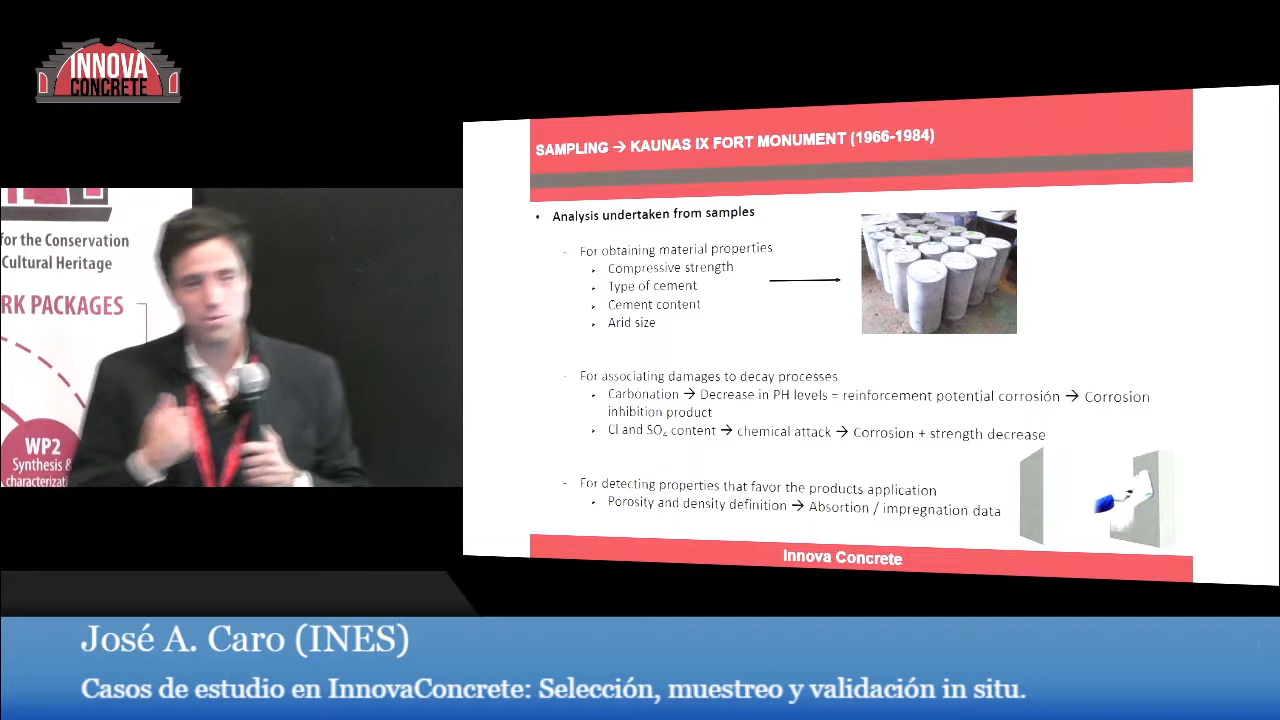 INNOVA
CONCRETE
for the Conservation
Cultural Heritage
RK PACKAGES
WP2
Synthesis &
characterizati
SAMPLING → KAUNAS IX FORT MONUMENT (1966-1984)
• Analysis undertaken from samples
- For obtaining material properties
Compressive strength
Type of cement
Cement content
Arid size
- For associating damages to decay processes
Carbonation → Decrease in PH levels = reinforcement potential corrosión → Corrosion
inhibition product
Cl and SO₄ content → chemical attack → Corrosion + strength decrease
- For detecting properties that favor the products application
Porosity and density definition → Absortion / impregnation data
Innova Concrete
José A. Caro (INES)
Casos de estudio en InnovaConcrete: Selección, muestreo y validación in situ.